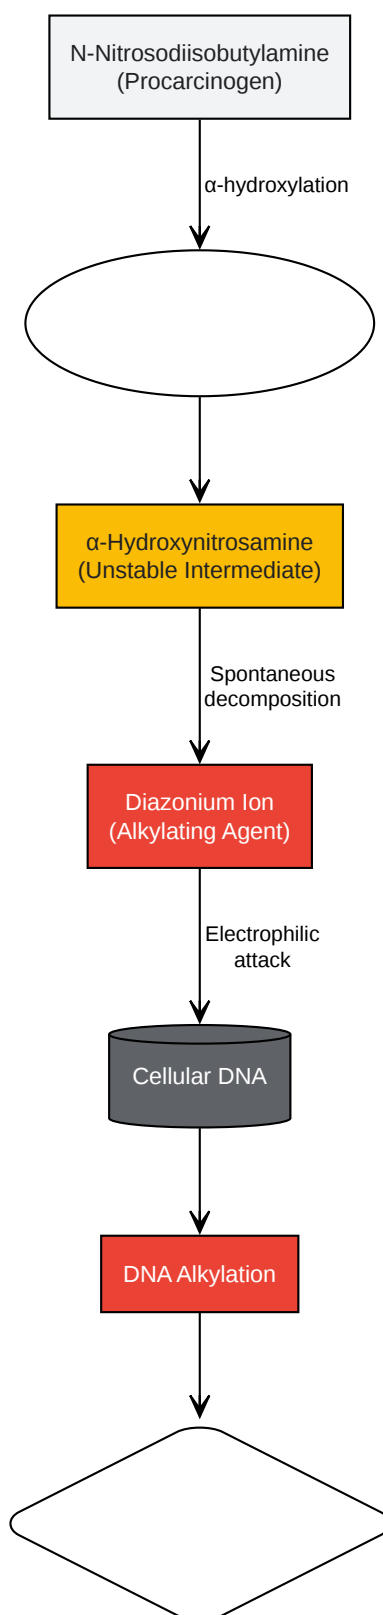 N-Nitrosodiisobutylamine
(Procarcinogen)
α-hydroxylation
α-Hydroxynitrosamine
(Unstable Intermediate)
Spontaneous
decomposition
Diazonium Ion
(Alkylating Agent)
Electrophilic
attack
Cellular DNA
DNA Alkylation